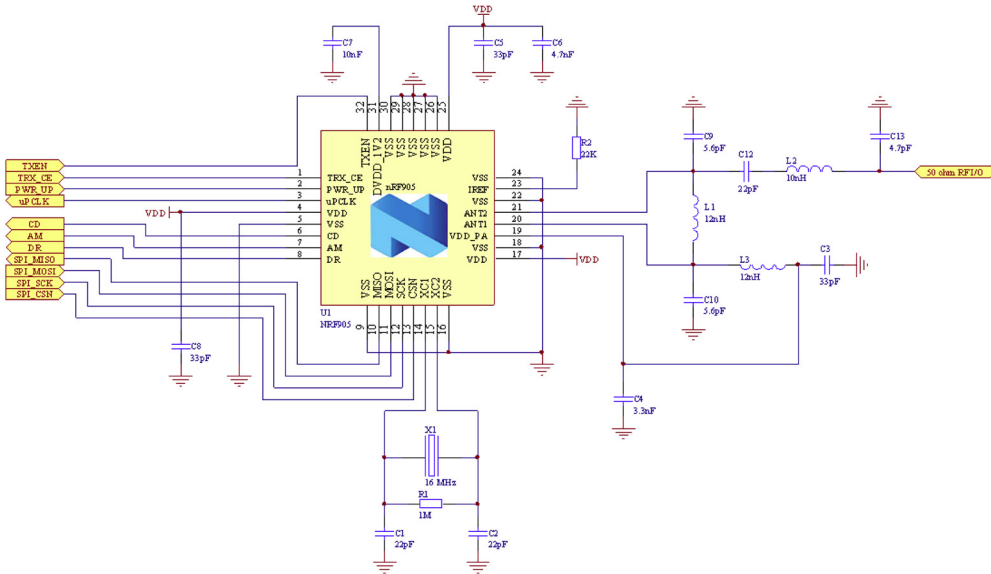 VDD
C7
10nF
C5
33pF
C6
4.7nF
32
31
30
29
28
27
26
25
TXEN
DVDD_1V2
VSS
VSS
VSS
VSS
VSS
VDD
nRF905
R2
22K
C9
5.6pF
C12
22pF
L2
10nH
C13
4.7pF
50 ohm RFI/O
TXEN
TRX_CE
PWR_UP
uPCLK
CD
AM
DR
SPI_MISO
SPI_MOSI
SPI_SCK
SPI_CSN
VDD
1
2
3
4
5
6
7
8
TRX_CE
PWR_UP
uPCLK
VDD
VSS
CD
AM
DR
VSS
IREF
VSS
ANT2
ANT1
VDD_PA
VSS
VDD
24
23
22
21
20
19
18
17
VDD
L1
12nH
L3
12nH
C3
33pF
C10
5.6pF
VSS
MISO
MOSI
SCK
CSN
XC1
XC2
VSS
U1
NRF905
9
10
11
12
13
14
15
16
C8
33pF
C4
3.3nF
X1
16 MHz
R1
1M
C1
22pF
C2
22pF